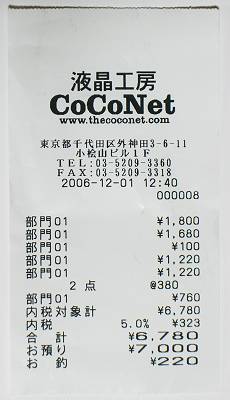 液晶工房
CoCoNet
www.thecoconet.com
東京都千代田区外神田3-6-11
小桧山ビル1F
TEL:03-5209-3360
FAX:03-5209-3318
2006-12-01 12:40
000008
部門01 ¥1,800
部門01 ¥1,680
部門01 ¥100
部門01 ¥1,220
部門01 ¥1,220
2 点 @380
部門01 ¥760
内税対象計 ¥6,780
内税 5.0% ¥323
合 計 ¥6,780
お預り ¥7,000
お 釣 ¥220